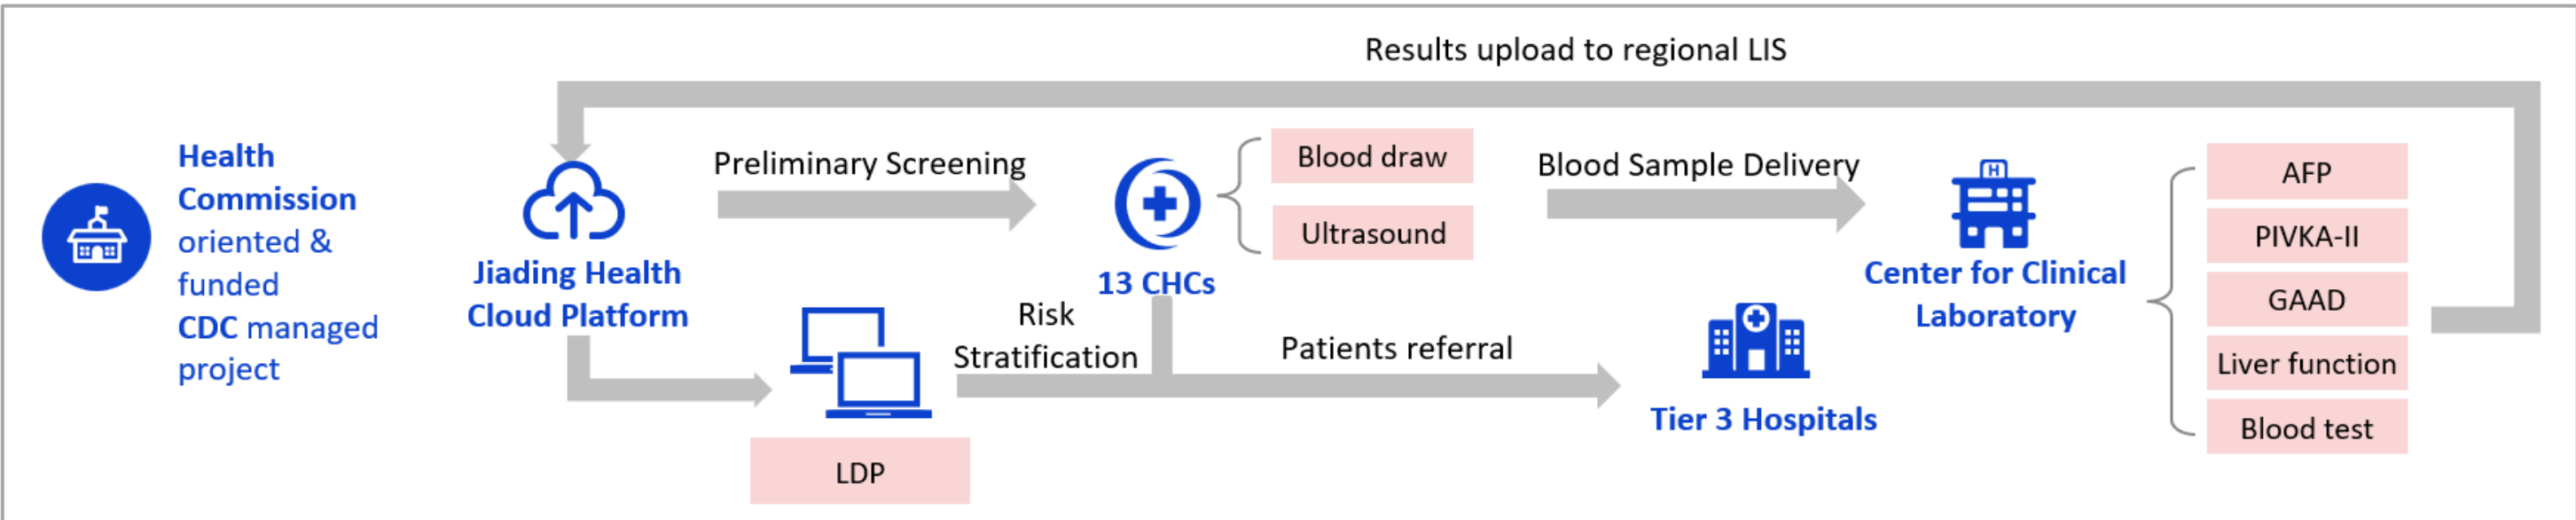 Results upload to regional LIS
Health
Commission
oriented &
funded
CDC managed
project
Jiading Health
Cloud Platform
Preliminary Screening
13 CHCs
Blood draw
Ultrasound
Blood Sample Delivery
Center for Clinical
Laboratory
AFP
PIVKA-II
GAAD
Liver function
Blood test
LDP
Risk
Stratification
Patients referral
Tier 3 Hospitals
H